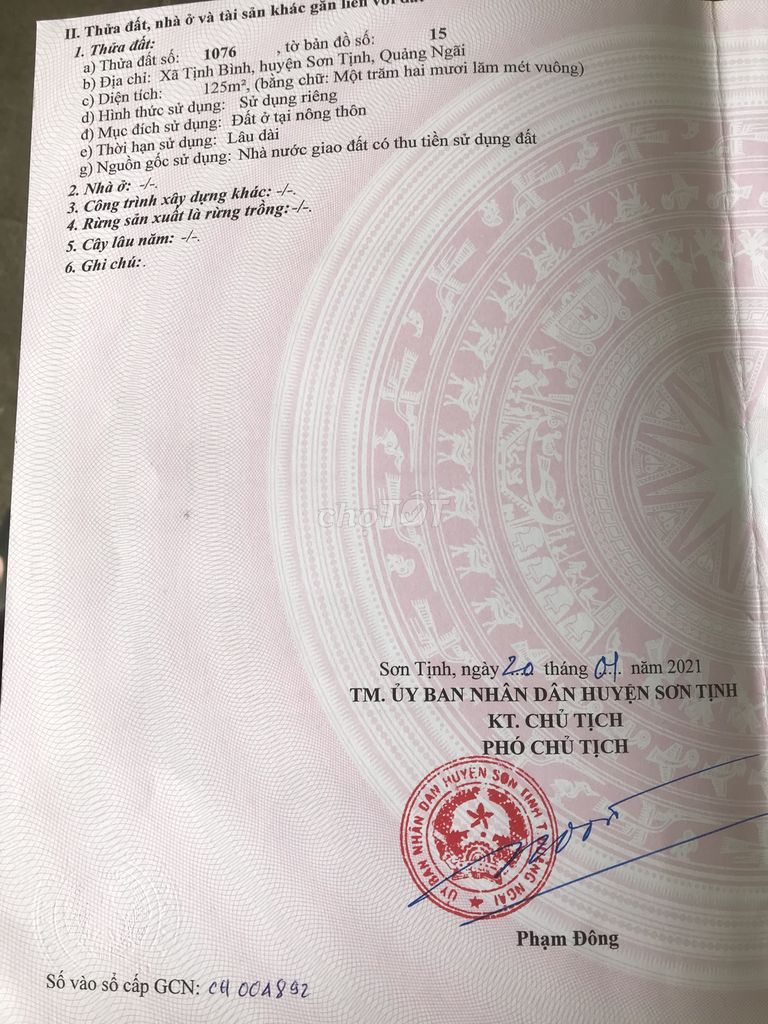 II. Thửa đất, nhà ở và tài sản khác gắn liền với đất
1. Thửa đất:
a) Thửa đất số: 1076 , tờ bản đồ số: 15
b) Địa chỉ: Xã Tịnh Bình, huyện Sơn Tịnh, Quảng Ngãi
c) Diện tích: 125m², (bằng chữ: Một trăm hai mươi lăm mét vuông)
d) Hình thức sử dụng: Sử dụng riêng
đ) Mục đích sử dụng: Đất ở tại nông thôn
e) Thời hạn sử dụng: Lâu dài
g) Nguồn gốc sử dụng: Nhà nước giao đất có thu tiền sử dụng đất
2. Nhà ở: -/-.
3. Công trình xây dựng khác: -/-.
4. Rừng sản xuất là rừng trồng: -/-.
5. Cây lâu năm: -/-.
6. Ghi chú:.
chợTỐT
Sơn Tịnh, ngày 20 tháng 01 năm 2021
TM. ỦY BAN NHÂN DÂN HUYỆN SƠN TỊNH
KT. CHỦ TỊCH
PHÓ CHỦ TỊCH
ỦY BAN NHÂN DÂN HUYỆN SƠN TỊNH T. QUẢNG NGÃI
Phạm Đông
Số vào sổ cấp GCN: CH 001892